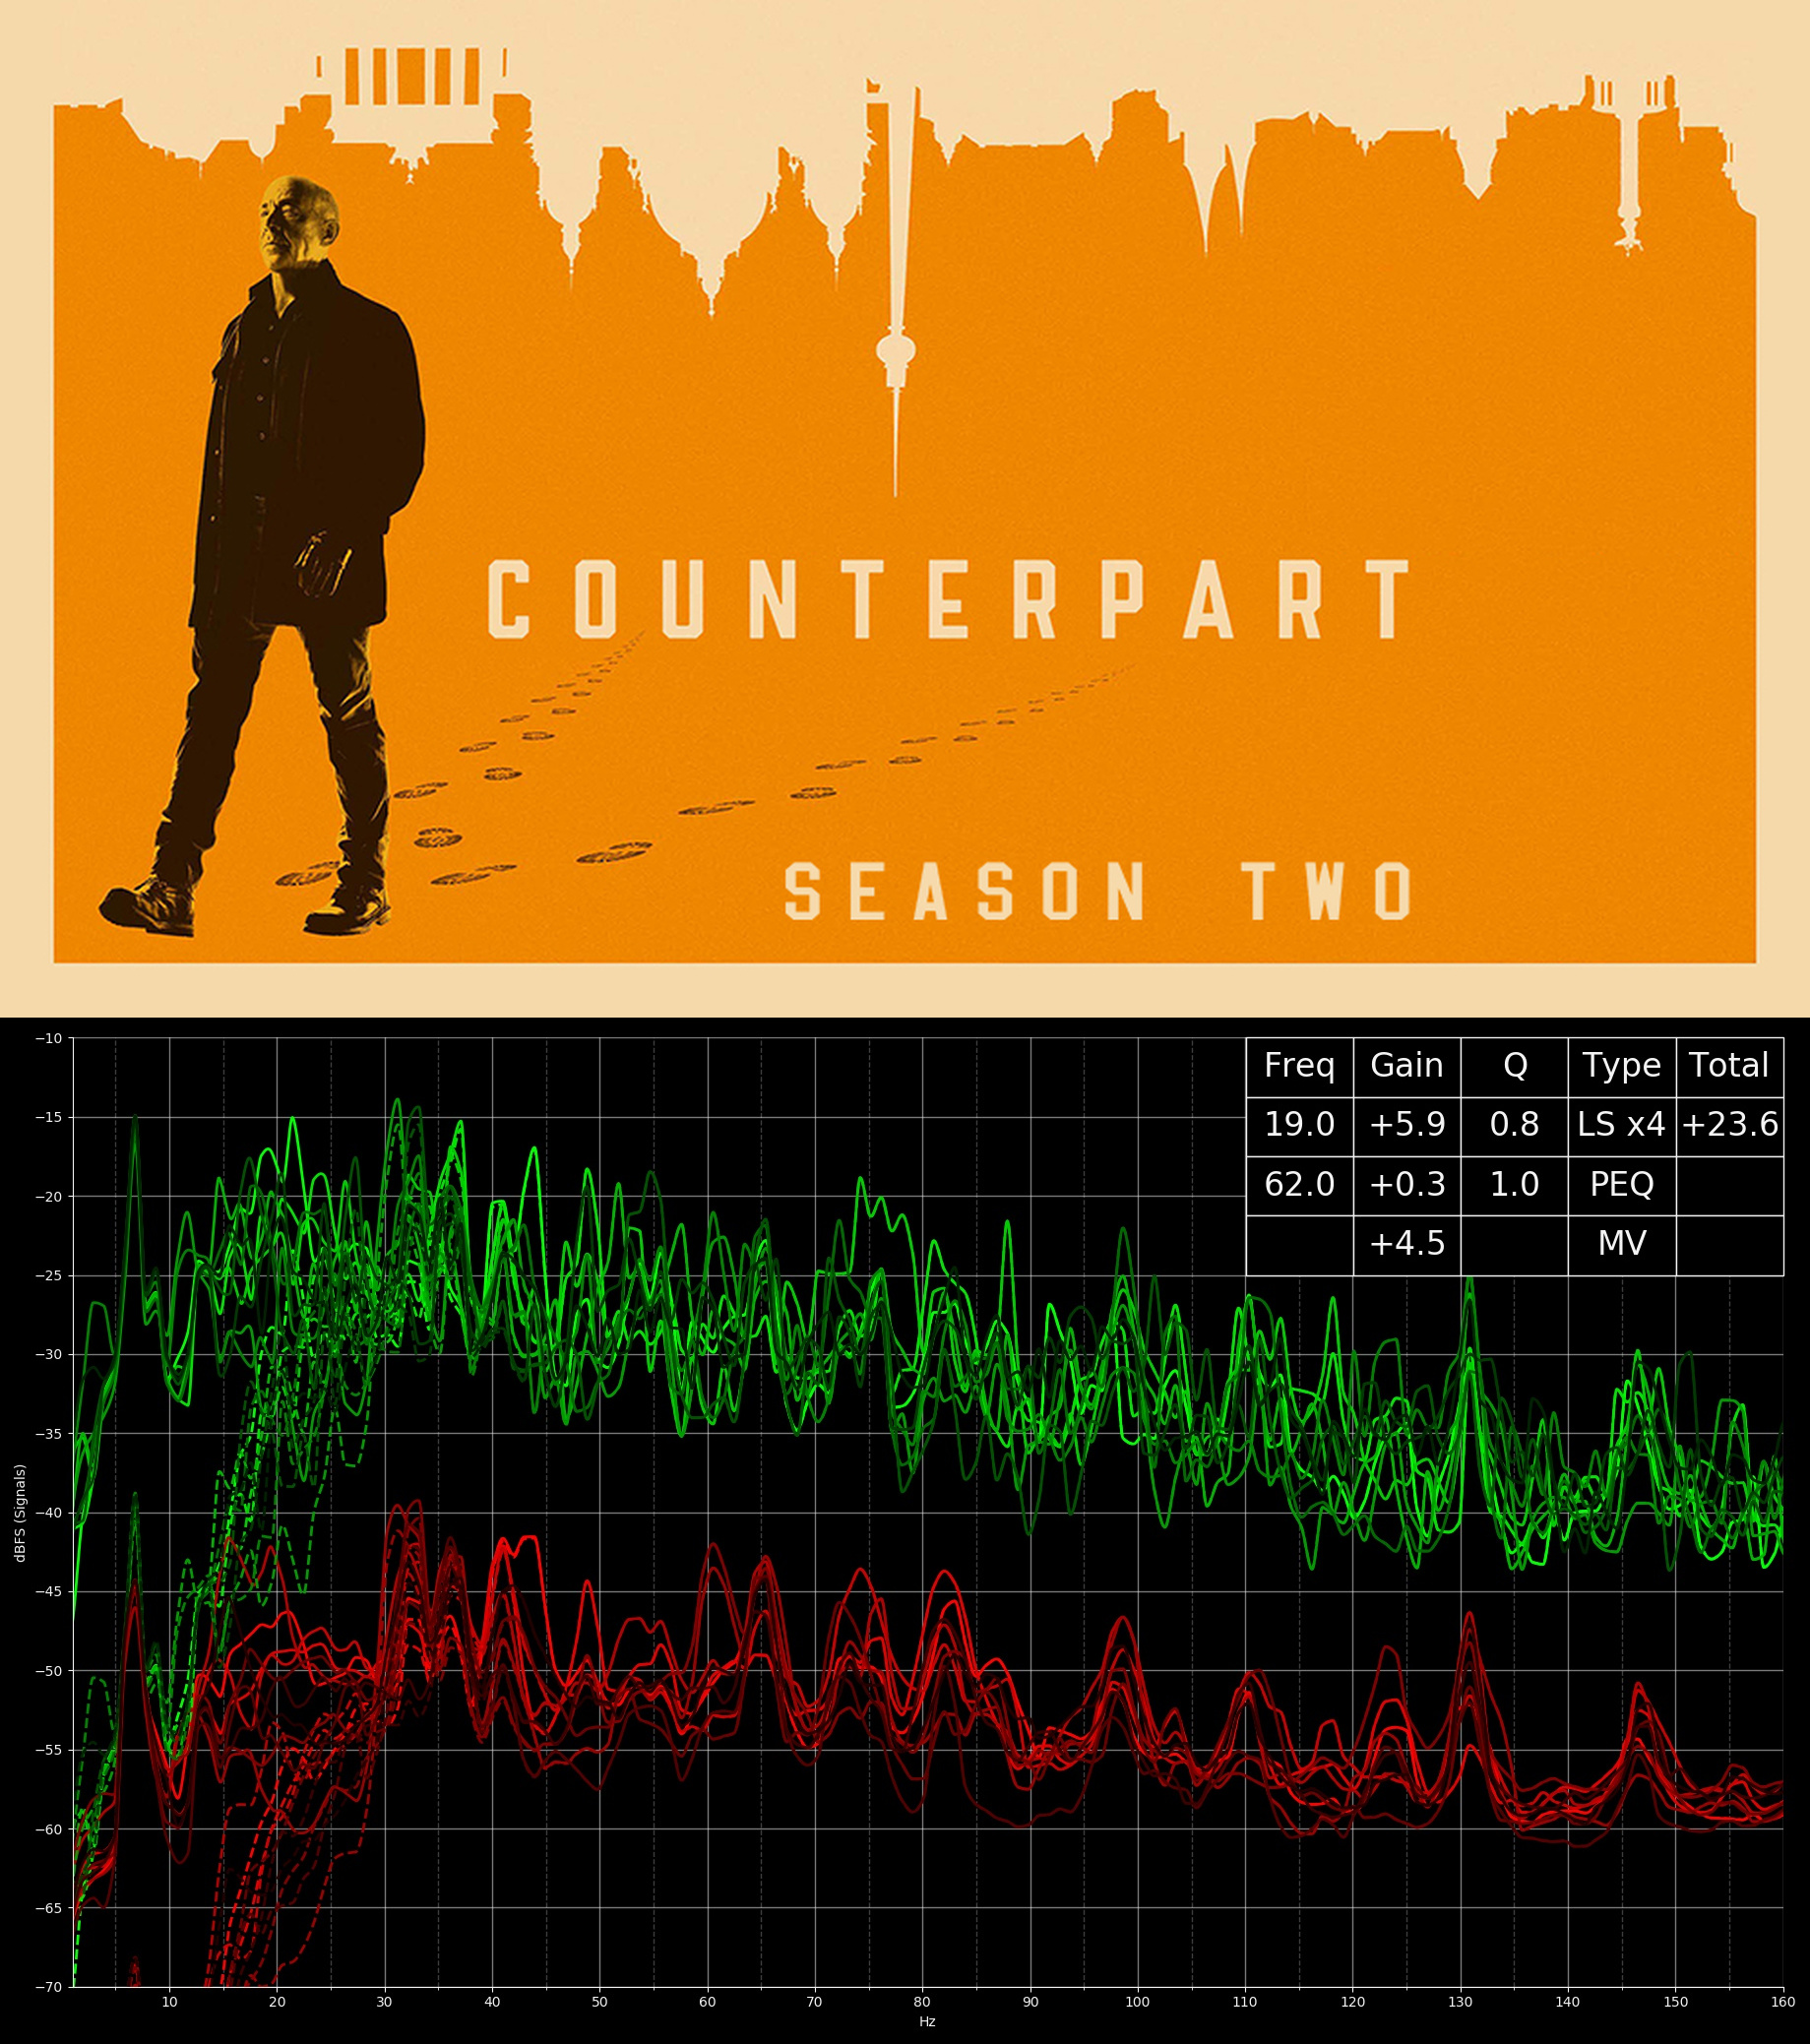 COUNTERPART
SEASON TWO
Freq Gain Q Type Total
19.0 +5.9 0.8 LS x4 +23.6
62.0 +0.3 1.0 PEQ
+4.5 MV
−10
−15
−20
−25
−30
−35
−40
−45
−50
−55
−60
−65
−70
dBFS (Signals)
10 20 30 40 50 60 70 80 90 100 110 120 130 140 150 160
Hz